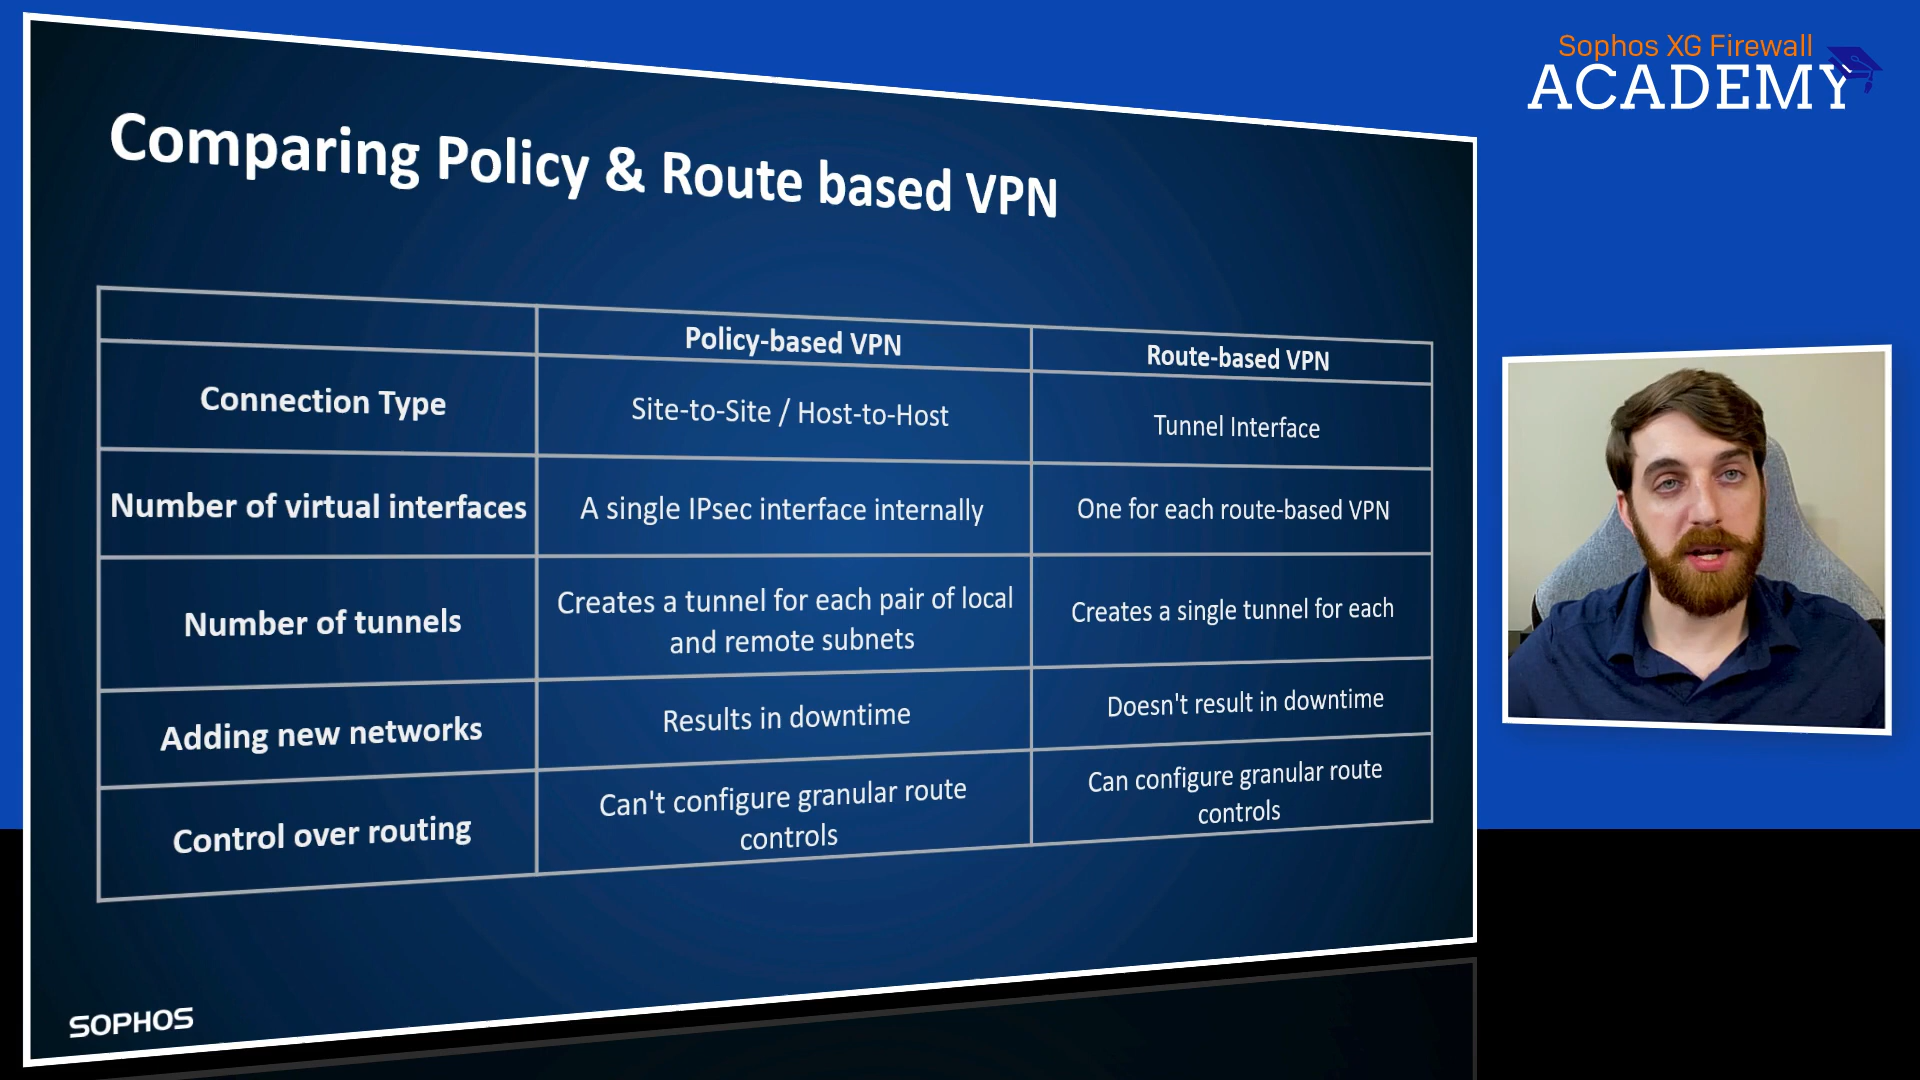 Sophos XG Firewall
ACADEMY
Comparing Policy & Route based VPN
Policy-based VPN
Route-based VPN
Connection Type
Site-to-Site / Host-to-Host
Tunnel Interface
Number of virtual interfaces
A single IPsec interface internally
One for each route-based VPN
Number of tunnels
Creates a tunnel for each pair of local
and remote subnets
Creates a single tunnel for each
Adding new networks
Results in downtime
Doesn't result in downtime
Control over routing
Can't configure granular route
controls
Can configure granular route
controls
SOPHOS